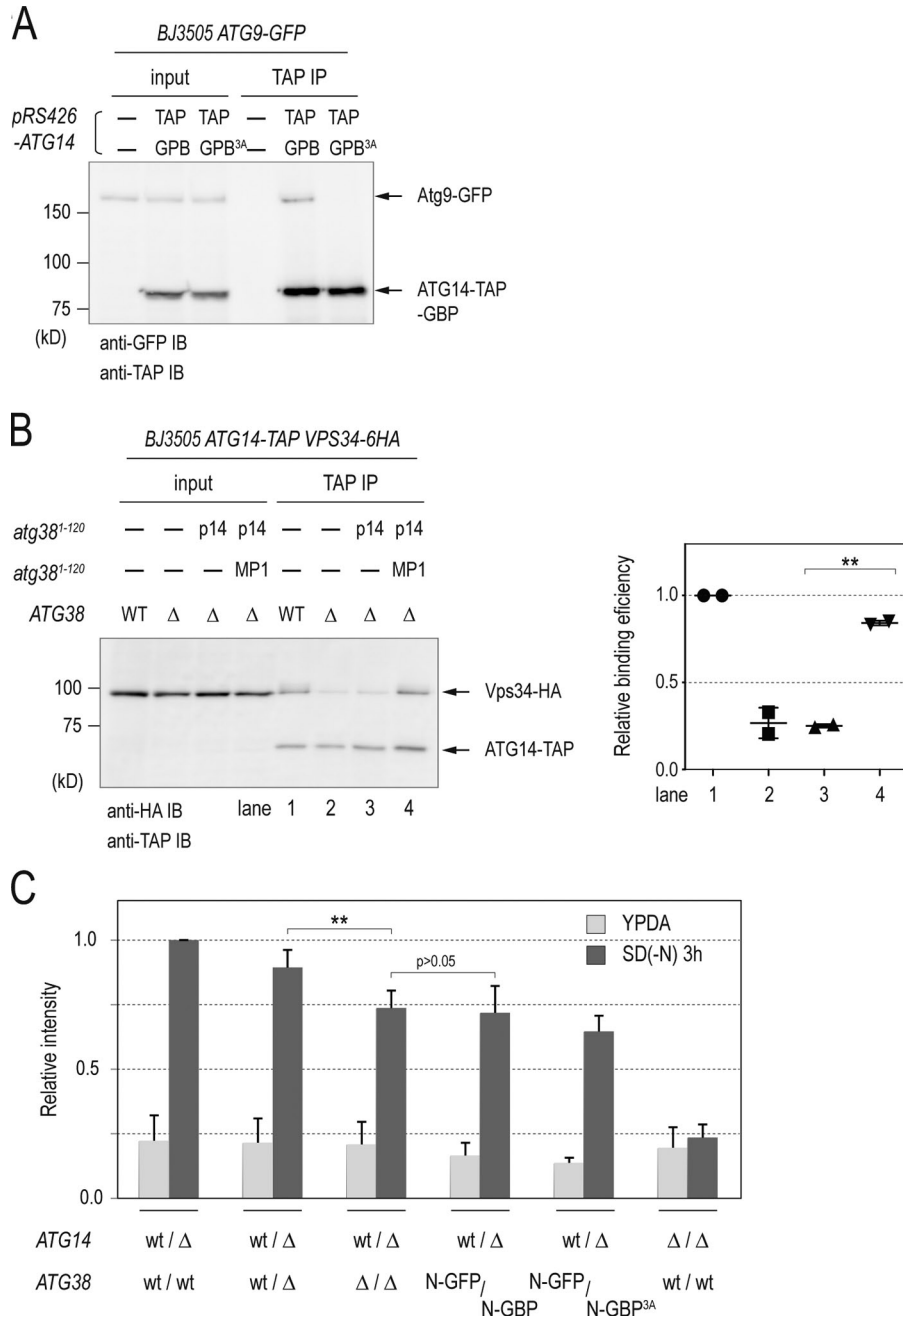 A
BJ3505 ATG9-GFP
input TAP IP
pRS426 — TAP TAP — TAP TAP
-ATG14 — GPB GPB3A — GPB GPB3A
Atg9-GFP
150
100
ATG14-TAP
75
-GBP
(kD)
anti-GFP IB
anti-TAP IB
B
BJ3505 ATG14-TAP VPS34-6HA
input TAP IP
atg381-120 — — p14 p14 — — p14 p14
atg381-120 — — — MP1 — — — MP1
ATG38 WT Δ Δ Δ WT Δ Δ Δ
100
Vps34-HA
75
ATG14-TAP
(kD)
anti-HA IB lane 1 2 3 4
anti-TAP IB
Relative binding eficiency
**
1.0
0.5
0.0
lane 1 2 3 4
C
Relative intensity
YPDA
SD(-N) 3h
**
p>0.05
1.0
0.5
0.0
ATG14 wt / Δ wt / Δ wt / Δ wt / Δ wt / Δ Δ / Δ
ATG38 wt / wt wt / Δ Δ / Δ N-GFP/ N-GFP/ wt / wt
N-GBP N-GBP3A